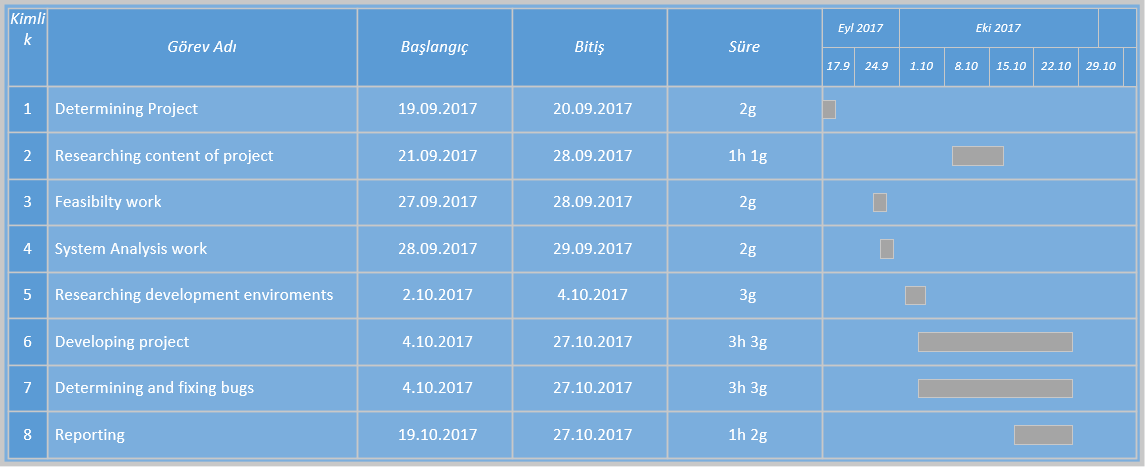 Kimli
k
Görev Adı
Başlangıç
Bitiş
Süre
Eyl 2017
Eki 2017
17.9
24.9
1.10
8.10
15.10
22.10
29.10
1
Determining Project
19.09.2017
20.09.2017
2g
2
Researching content of project
21.09.2017
28.09.2017
1h 1g
3
Feasibilty work
27.09.2017
28.09.2017
2g
4
System Analysis work
28.09.2017
29.09.2017
2g
5
Researching development enviroments
2.10.2017
4.10.2017
3g
6
Developing project
4.10.2017
27.10.2017
3h 3g
7
Determining and fixing bugs
4.10.2017
27.10.2017
3h 3g
8
Reporting
19.10.2017
27.10.2017
1h 2g